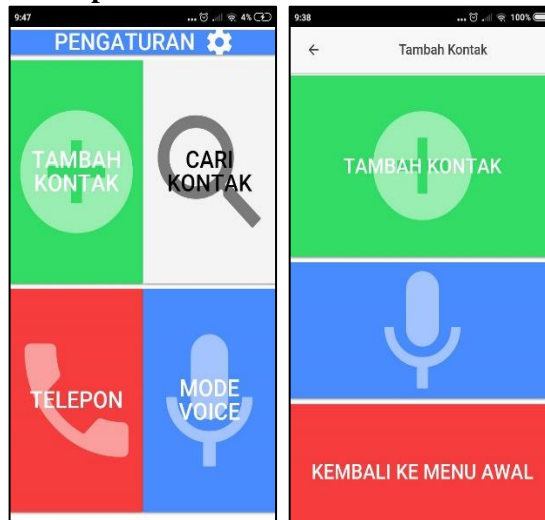 9:47
... 4%
PENGATURAN
TAMBAH
KONTAK
CARI
KONTAK
TELEPON
MODE
VOICE
9:38
... 100%
Tambah Kontak
TAMBAH KONTAK
KEMBALI KE MENU AWAL